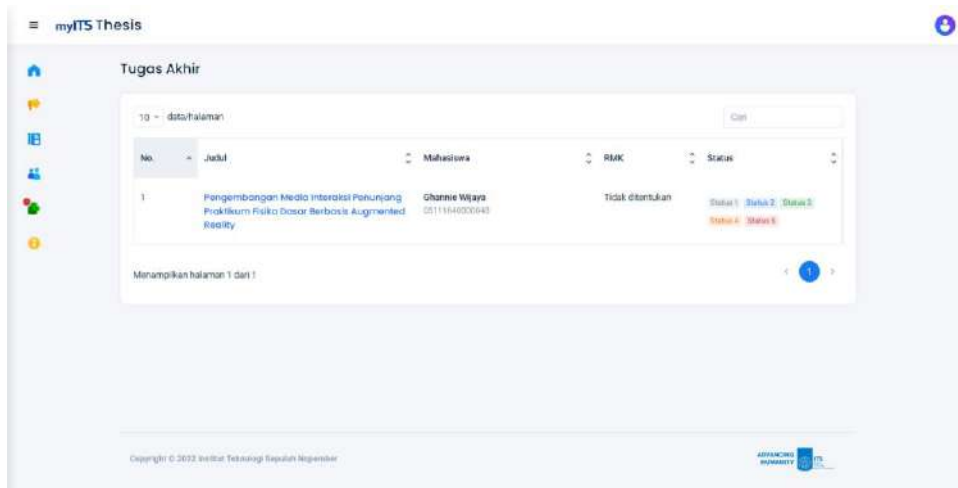 myITS Thesis
Tugas Akhir
10 data/halaman
Cari
No. Judul Mahasiswa RMK Status
1 Pengembangan Media Interaksi Penunjang Ghannie Wijaya Tidak ditentukan Status 1 Status 2 Status 3
Praktikum Fisika Dasar Berbasis Augmented Status 4 Status 5
Reality
Menampilkan halaman 1 dari 1
< 1 >
Copyright © 2022 Institut Teknologi Sepuluh Nopember
ADVANCING
HUMANITY ITS